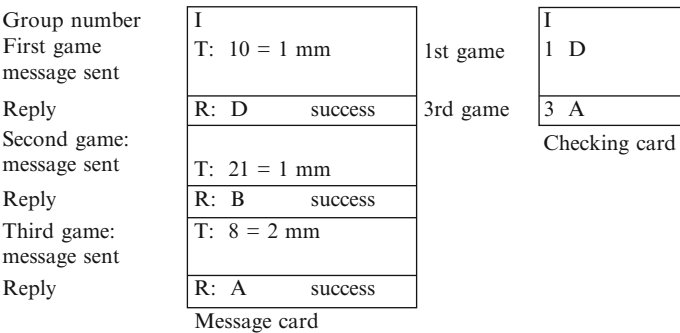 Group number I I
First game T: 10 = 1 mm 1st game 1 D
message sent
Reply R: D success 3rd game 3 A
Second game: Checking card
message sent T: 21 = 1 mm
Reply R: B success
Third game: T: 8 = 2 mm
message sent
Reply R: A success
Message card